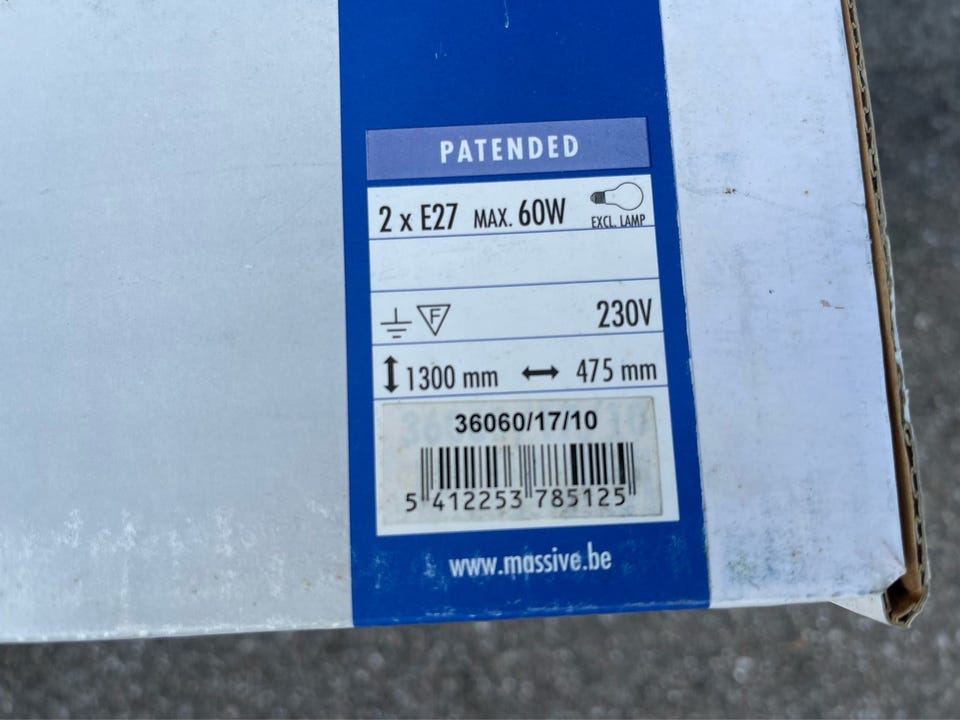 PATENDED
2 x E27 MAX. 60W
EXCL. LAMP
F 230V
1300 mm 475 mm
36060/17/10
5 412253 785125
www.massive.be